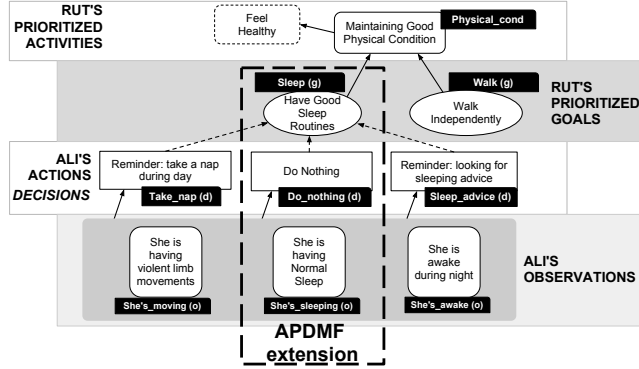 RUT'S
PRIORITIZED
ACTIVITIES
Feel
Healthy
Maintaining Good
Physical Condition
Physical_cond
Sleep (g)
Have Good
Sleep
Routines
Walk (g)
Walk
Independently
RUT'S
PRIORITIZED
GOALS
ALI'S
ACTIONS
DECISIONS
Reminder: take a nap
during day
Take_nap (d)
Do Nothing
Do_nothing (d)
Reminder: looking for
sleeping advice
Sleep_advice (d)
She is
having
violent limb
movements
She's_moving (o)
She is
having
Normal
Sleep
She's_sleeping (o)
She is
awake
during night
She's_awake (o)
ALI'S
OBSERVATIONS
APDMF
extension